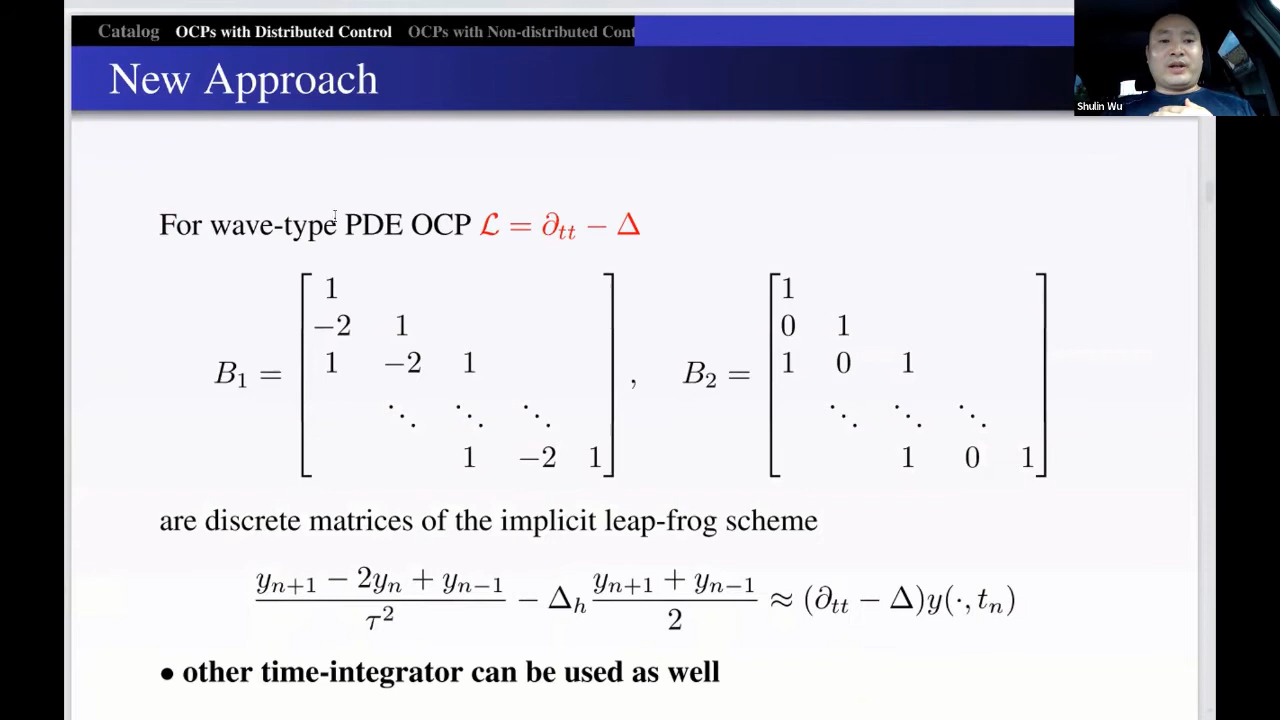 Catalog OCPs with Distributed Control OCPs with Non-distributed Cont
New Approach
Shulin Wu
For wave-type PDE OCP ℒ = ∂ₜₜ − Δ
B₁ = [ 1
−2 1
1 −2 1
⋱ ⋱ ⋱
1 −2 1 ] ,
B₂ = [ 1
0 1
1 0 1
⋱ ⋱ ⋱
1 0 1 ]
are discrete matrices of the implicit leap-frog scheme
(y_{n+1} − 2y_n + y_{n−1})/τ² − Δ_h (y_{n+1} + y_{n−1})/2 ≈ (∂ₜₜ − Δ)y(·, t_n)
• other time-integrator can be used as well